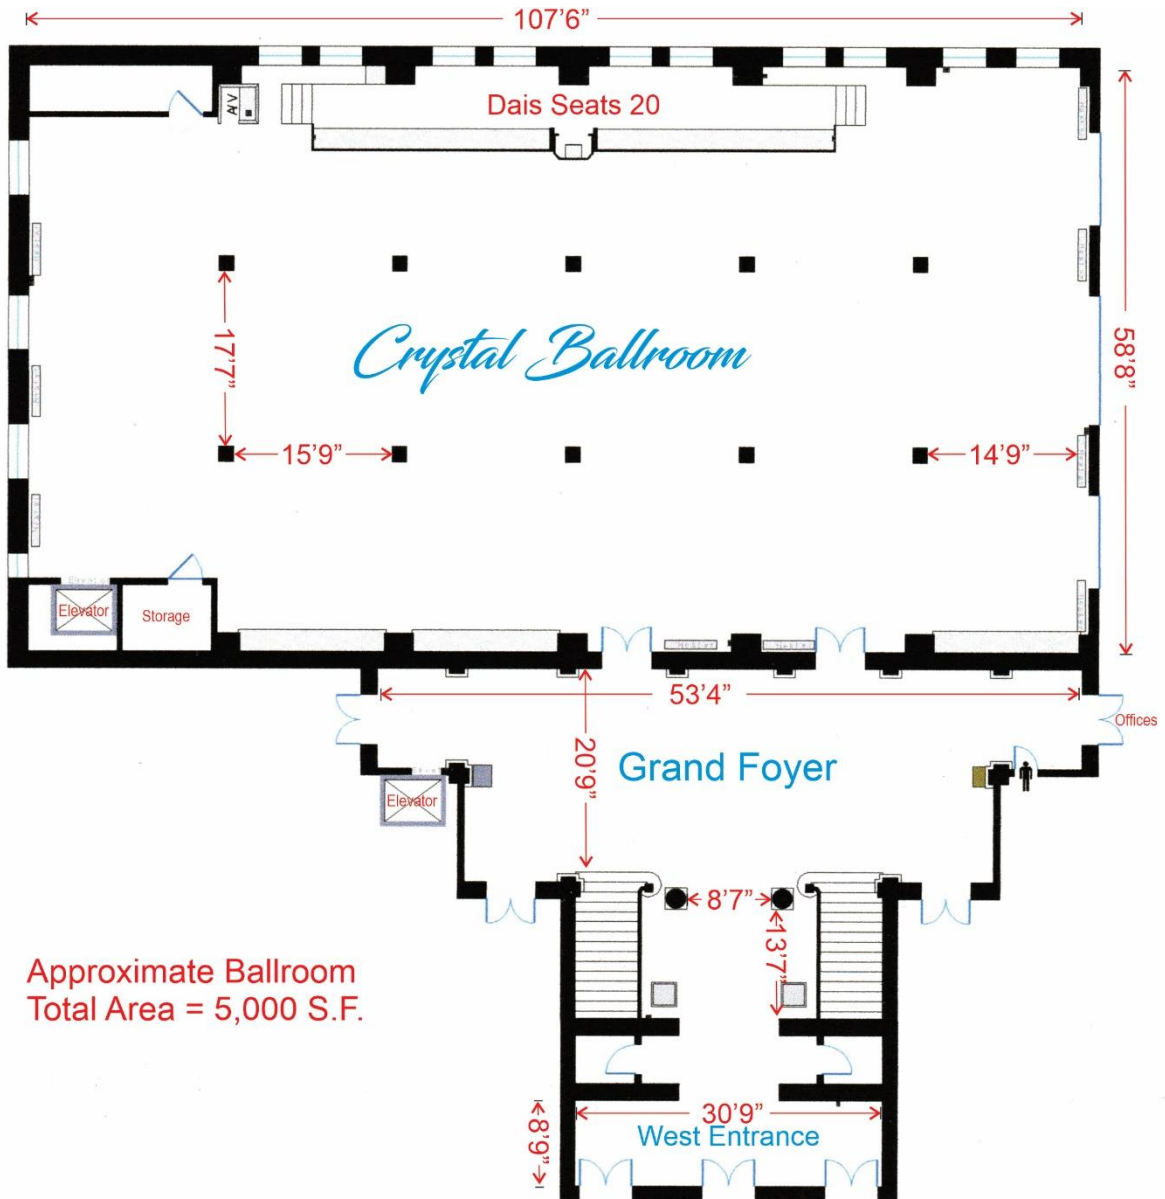 107'6”
A/V
Dais Seats 20
17'7”
Crystal Ballroom
58'8”
15'9”
14'9”
Elevator
Storage
53'4”
Offices
20'9”
Grand Foyer
Elevator
8'7”
13'7”
Approximate Ballroom
Total Area = 5,000 S.F.
30'9”
8'9”
West Entrance